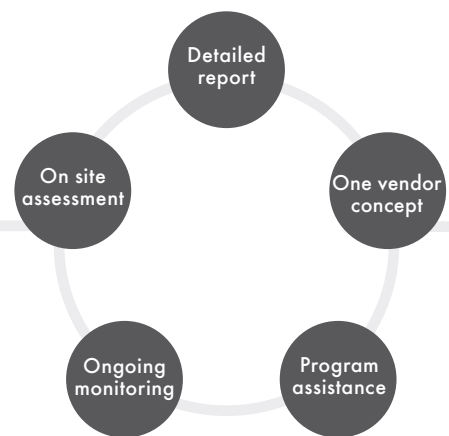 Detailed
report
On site
assessment
One vendor
concept
Ongoing
monitoring
Program
assistance